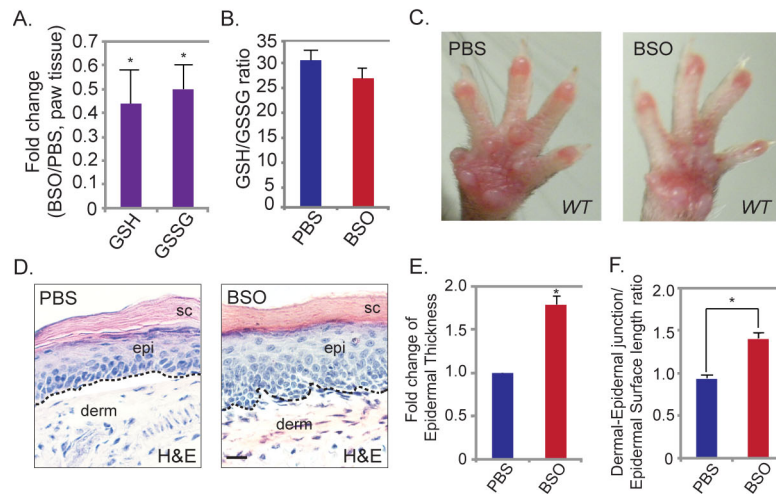 A.
Fold change
(BSO/PBS, paw tissue)
0.7
0.6
0.5
0.4
0.3
0.2
0.1
0
*
*
GSH
GSSG
B.
GSH/GSSG ratio
35
30
25
20
15
10
5
0
PBS
BSO
C.
PBS
WT
BSO
WT
D.
PBS
sc
epi
derm
H&E
BSO
sc
epi
derm
H&E
E.
Fold change of
Epidermal Thickness
2.0
1.5
1.0
0.5
0
*
PBS
BSO
F.
Dermal-Epidernal junction/
Epidermal Surface length ratio
2.0
1.5
1.0
0.5
0
*
PBS
BSO